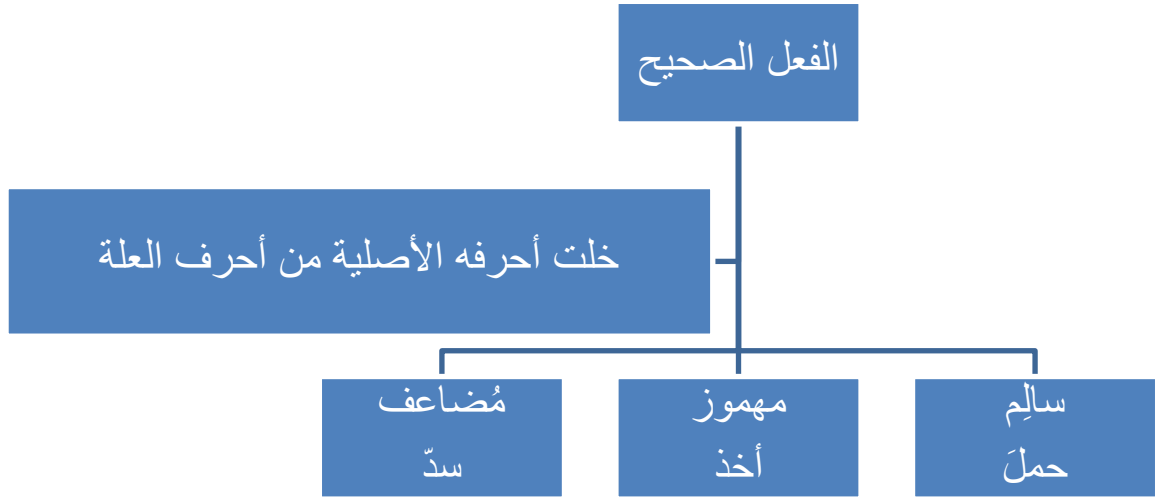 الفعل الصحيح
خلت أحرفه الأصلية من أحرف العلة
سالِم
حملَ
مهموز
أخذ
مُضاعف
سدّ